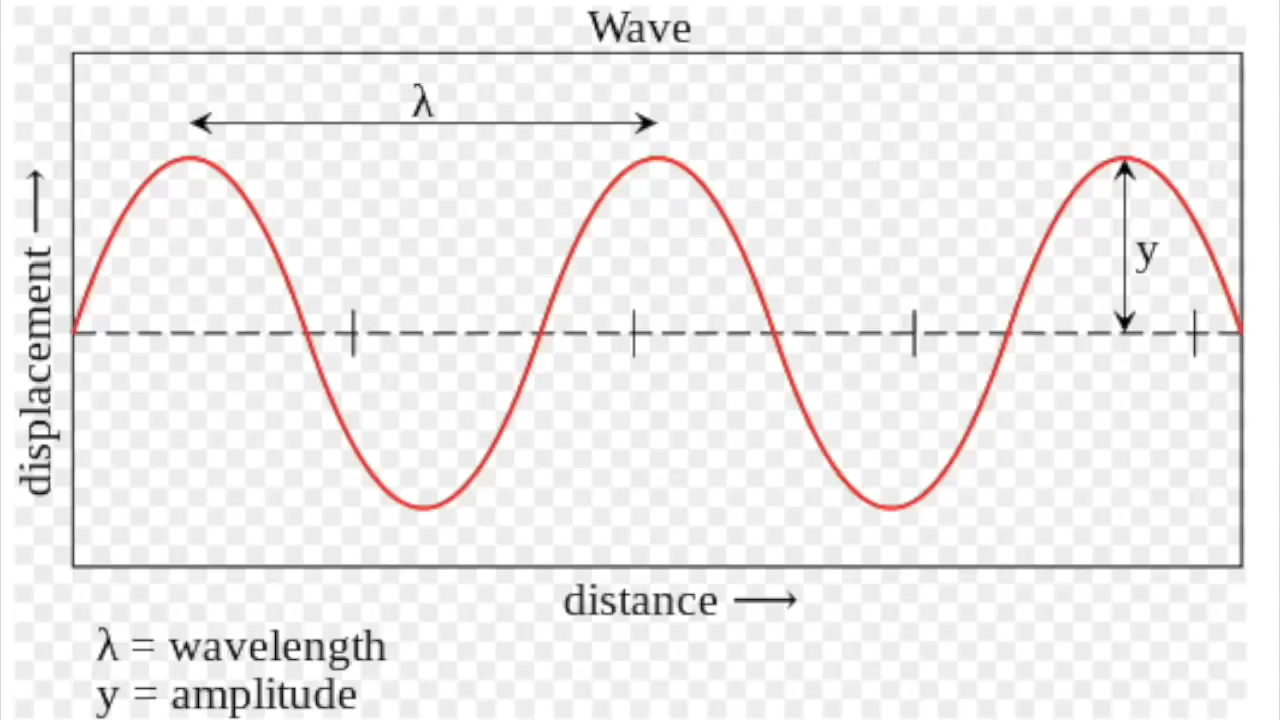 Wave
λ
y
displacement ⟶
distance ⟶
λ = wavelength
y = amplitude